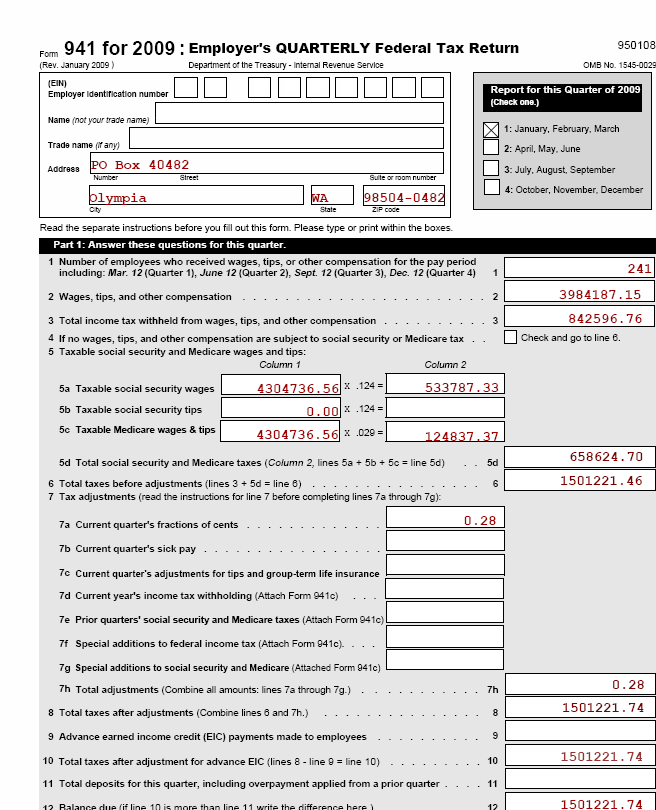 Form 941 for 2009 : Employer's QUARTERLY Federal Tax Return 950108
(Rev. January 2009 ) Department of the Treasury - Internal Revenue Service OMB No. 1545-0029
(EIN)
Employer identification number
Report for this Quarter of 2009
(Check one.)
Name (not your trade name)
1: January, February, March
Trade name (if any)
2: April, May, June
Address PO Box 40482
Number Street Suite or room number
3: July, August, September
Olympia WA 98504-0482
City State ZIP code
4: October, November, December
Read the separate instructions before you fill out this form. Please type or print within the boxes.
Part 1: Answer these questions for this quarter.
1 Number of employees who received wages, tips, or other compensation for the pay period
including: Mar. 12 (Quarter 1), June 12 (Quarter 2), Sept. 12 (Quarter 3), Dec. 12 (Quarter 4) 1 241
2 Wages, tips, and other compensation . . . . . . . . . . . . . . . . . . . . . 2 3984187.15
3 Total income tax withheld from wages, tips, and other compensation . . . . . . . . . 3 842596.76
4 If no wages, tips, and other compensation are subject to social security or Medicare tax . . Check and go to line 6.
5 Taxable social security and Medicare wages and tips:
Column 1 Column 2
5a Taxable social security wages 4304736.56 X .124 = 533787.33
5b Taxable social security tips 0.00 X .124 =
5c Taxable Medicare wages & tips 4304736.56 X .029 = 124837.37
5d Total social security and Medicare taxes (Column 2, lines 5a + 5b + 5c = line 5d) . . 5d 658624.70
6 Total taxes before adjustments (lines 3 + 5d = line 6) . . . . . . . . . . . . . . . 6 1501221.46
7 Tax adjustments (read the instructions for line 7 before completing lines 7a through 7g):
7a Current quarter's fractions of cents . . . . . . . . . . . . 0.28
7b Current quarter's sick pay . . . . . . . . . . . . . . . .
7c Current quarter's adjustments for tips and group-term life insurance
7d Current year's income tax withholding (Attach Form 941c) . . .
7e Prior quarters' social security and Medicare taxes (Attach Form 941c)
7f Special additions to federal income tax (Attach Form 941c). . . .
7g Special additions to social security and Medicare (Attached Form 941c)
7h Total adjustments (Combine all amounts: lines 7a through 7g.) . . . . . . . . . . . 7h 0.28
8 Total taxes after adjustments (Combine lines 6 and 7h.) . . . . . . . . . . . . . . 8 1501221.74
9 Advance earned income credit (EIC) payments made to employees . . . . . . . . . 9
10 Total taxes after adjustment for advance EIC (lines 8 - line 9 = line 10) . . . . . . . . 10 1501221.74
11 Total deposits for this quarter, including overpayment applied from a prior quarter . . . . 11
12 Balance due (if line 10 is more than line 11 write the difference here.) 12 1501221.74